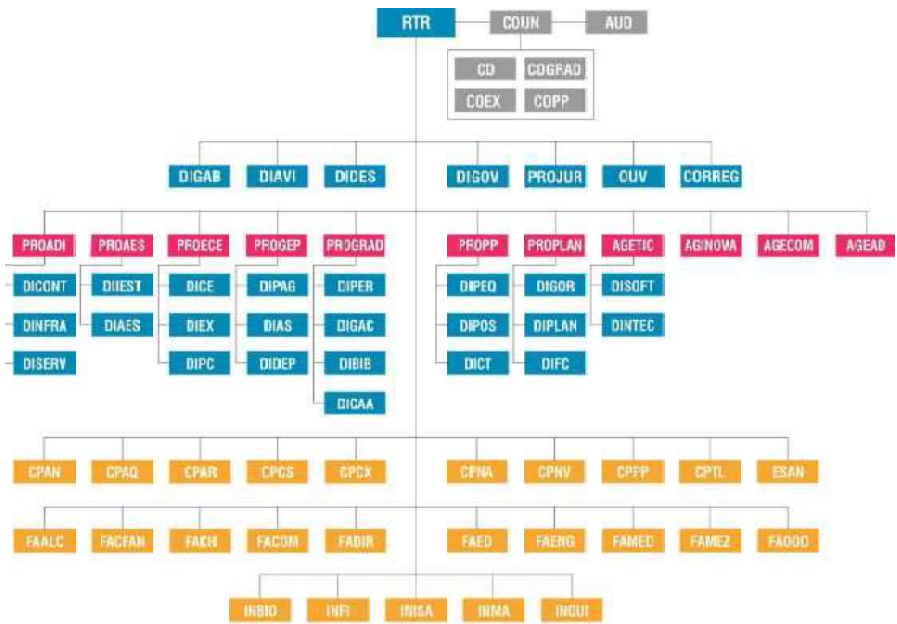 RTR COUN AUD
CD COGRAD
COEX COPP
DIGAB DIAVI DIDES DIGOV PROJUR OUV CORREG
PROADI PROAES PROECE PROGEP PROGRAD PROPP PROPLAN AGETIC AGINOVA AGECOM AGEAD
DICONT DIIEST DICE DIPAG DIPER DIPEQ DIGOR DISOFT
DINFRA DIAES DIEX DIAS DIGAC DIPOS DIPLAN DINTEC
DISERV DIPC DIDEP DIBIB DICT DIFC
DICAA
CPAN CPAQ CPAR CPCS CPCX CPNA CPNV CPPP CPTL ESAN
FAALC FACFAN FACH FACOM FADIR FAED FAENG FAMED FAMEZ FAODO
INBIO INFI INISA INMA INQUI